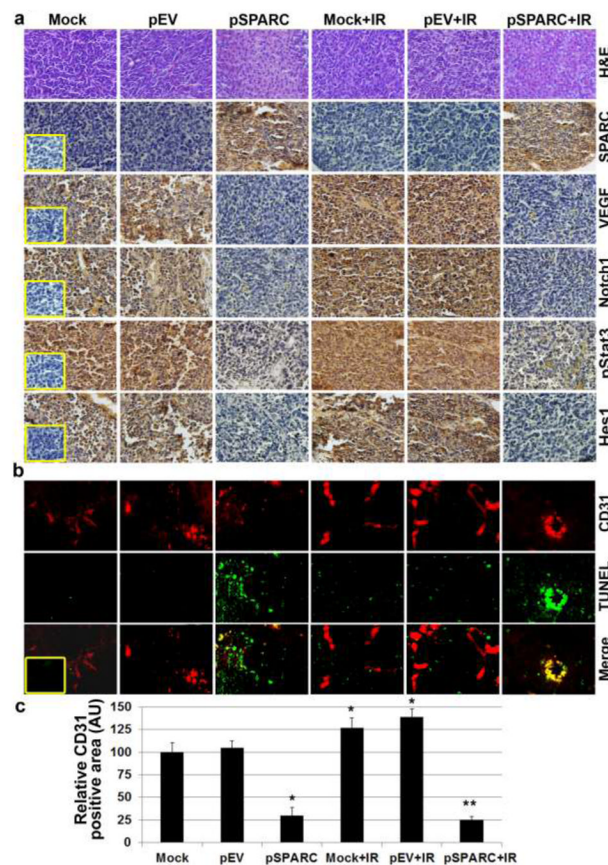 a
Mock pEV pSPARC Mock+IR pEV+IR pSPARC+IR
H&E
SPARC
VEGF
Notch1
pStat3
Hes1
b
CD31
TUNEL
Merge
c
Relative CD31
positive area (AU)
150
125
100
75
50
25
0
* * * **
Mock pEV pSPARC Mock+IR pEV+IR pSPARC+IR